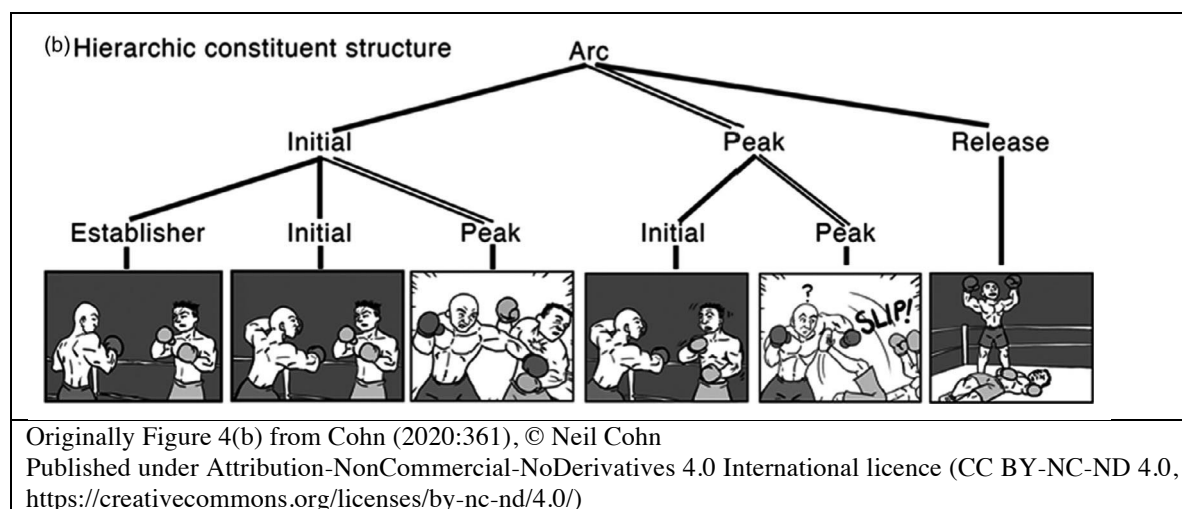 (b) Hierarchic constituent structure
Arc
Initial Peak Release
Establisher Initial Peak Initial Peak
?
SLIP!
Originally Figure 4(b) from Cohn (2020:361), © Neil Cohn
Published under Attribution-NonCommercial-NoDerivatives 4.0 International licence (CC BY-NC-ND 4.0,
https://creativecommons.org/licenses/by-nc-nd/4.0/)